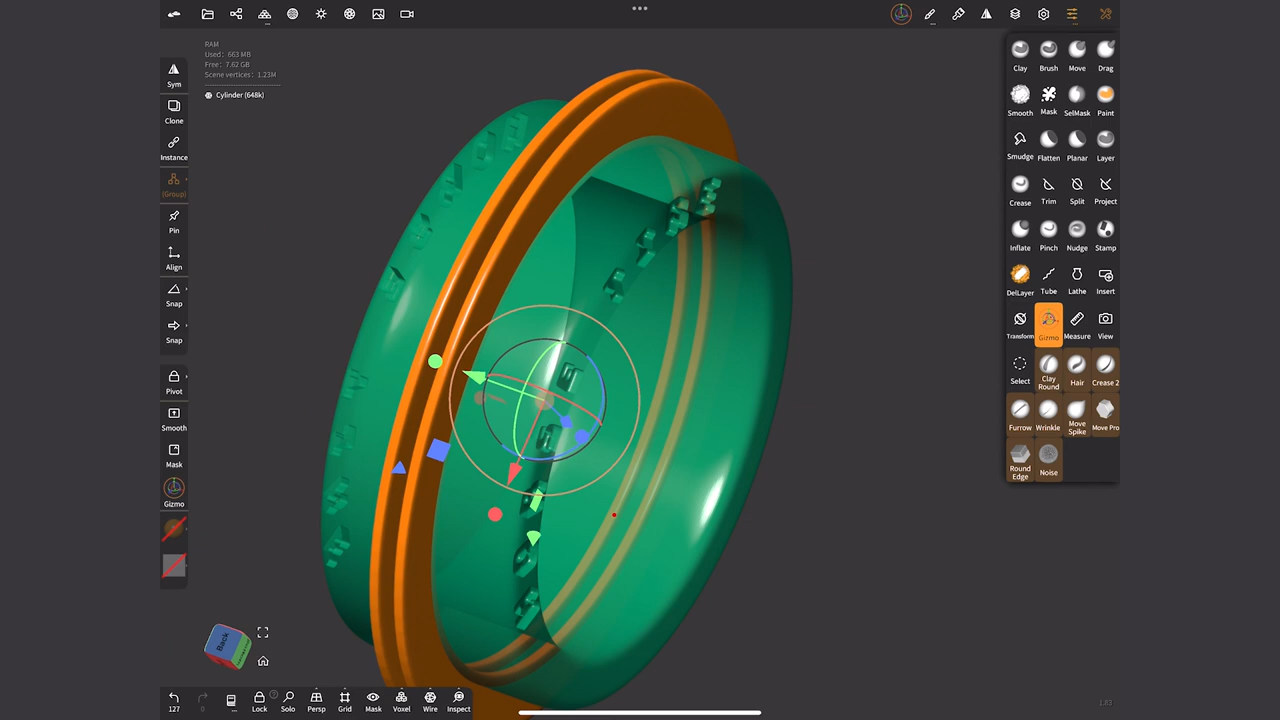 RAM
Used: 663 MB
Free: 7.62 GB
Scene vertices: 1.23M
Cylinder (648k)
Sym
Clone
Instance
(Group)
Pin
Align
Snap
Snap
Pivot
Smooth
Mask
Gizmo
Clay Brush Move Drag
Smooth Mask SelMask Paint
Smudge Flatten Planar Layer
Crease Trim Split Project
Inflate Pinch Nudge Stamp
DelLayer Tube Lathe Insert
Transform Gizmo Measure View
Select Clay Round Hair Crease 2
Furrow Wrinkle Move Spike Move Pro
Round Edge Noise
Back
127 0 Lock Solo Persp Grid Mask Voxel Wire Inspect
1.83